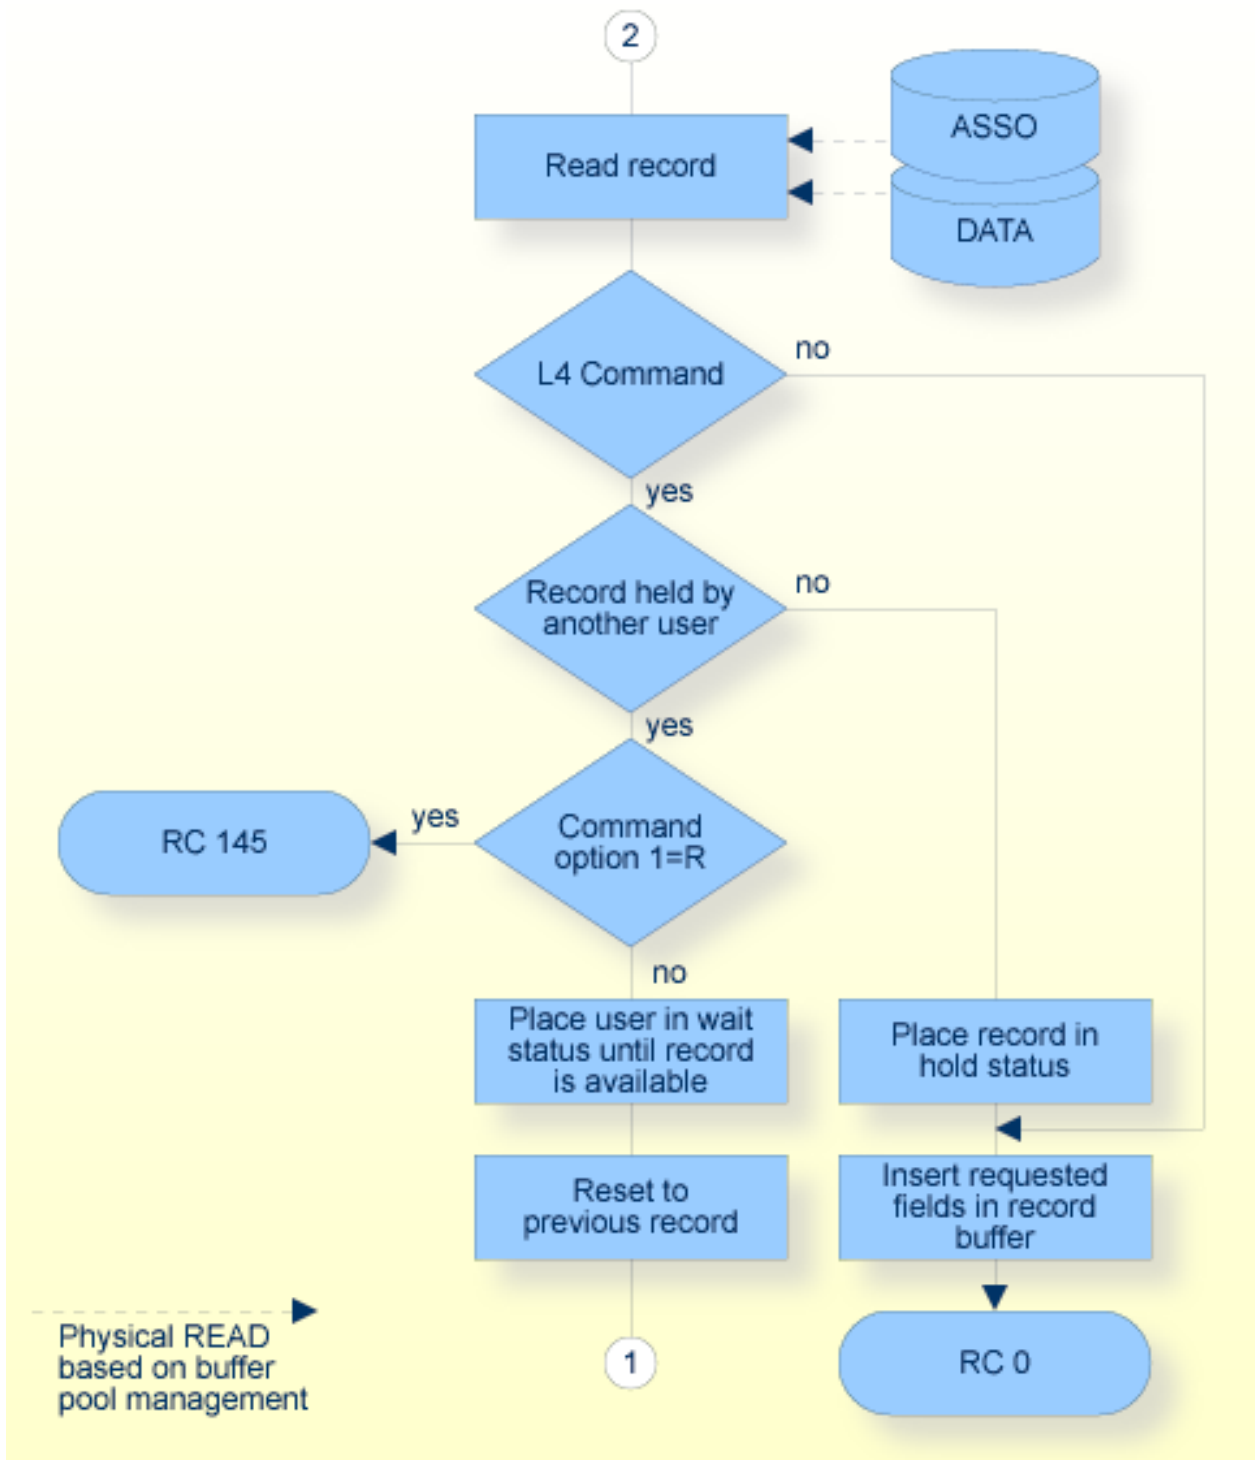 2
ASSO
Read record
DATA
no
L4 Command
yes
no
Record held by
another user
yes
yes
Command
option 1=R
RC 145
no
Place user in wait
status until record
is available
Place record in
hold status
Reset to
previous record
Insert requested
fields in record
buffer
Physical READ
based on buffer
pool management
1
RC 0